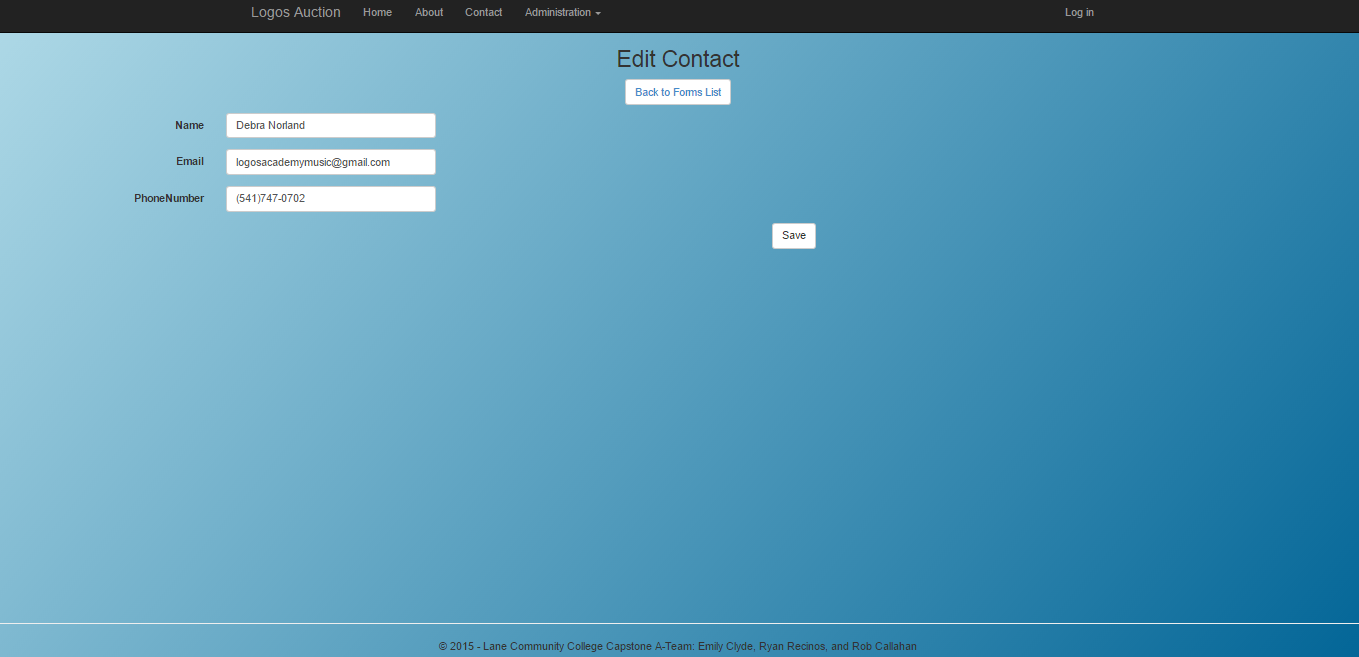 Logos Auction Home About Contact Administration Log in
Edit Contact
Back to Forms List
Name Debra Norland
Email logosacademymusic@gmail.com
PhoneNumber (541)747-0702
Save
© 2015 - Lane Community College Capstone A-Team: Emily Clyde, Ryan Recinos, and Rob Callahan